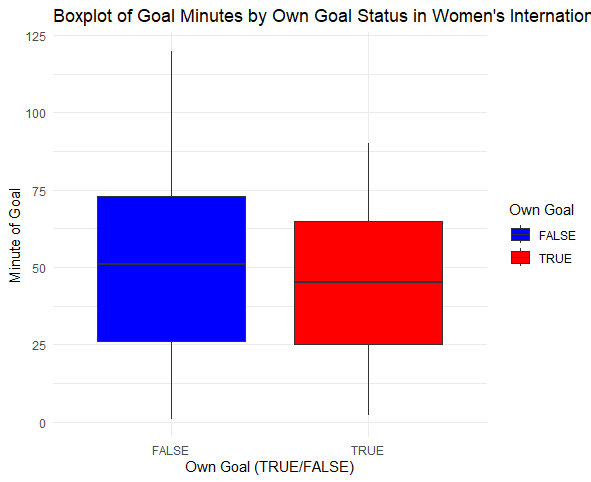 Boxplot of Goal Minutes by Own Goal Status in Women's Internation
125
100
75
50
25
0
Minute of Goal
FALSE
TRUE
Own Goal (TRUE/FALSE)
Own Goal
FALSE
TRUE